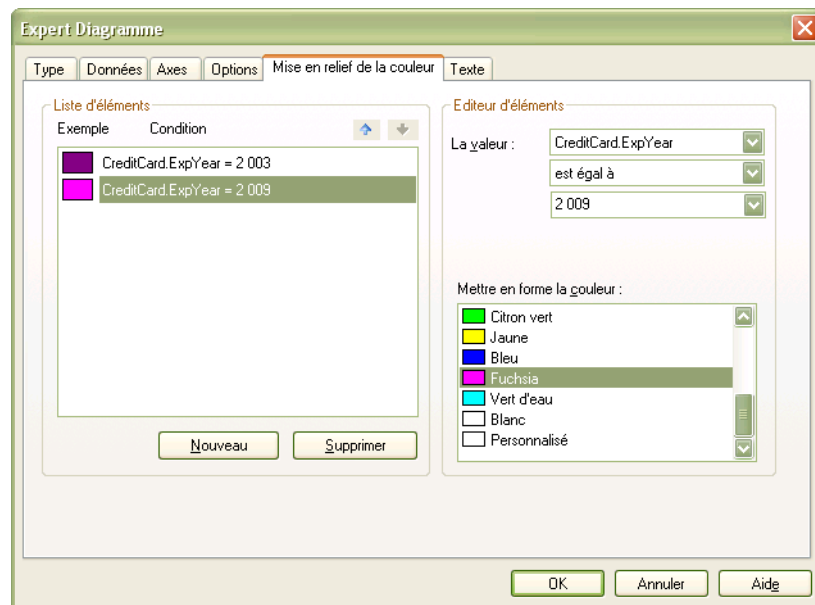 Expert Diagramme
Type Données Axes Options Mise en relief de la couleur Texte
Liste d'éléments
Exemple Condition
CreditCard.ExpYear = 2 003
CreditCard.ExpYear = 2 009
Nouveau Supprimer
Editeur d'éléments
La valeur : CreditCard.ExpYear
est égal à
2 009
Mettre en forme la couleur :
Citron vert
Jaune
Bleu
Fuchsia
Vert d'eau
Blanc
Personnalisé
OK Annuler Aide